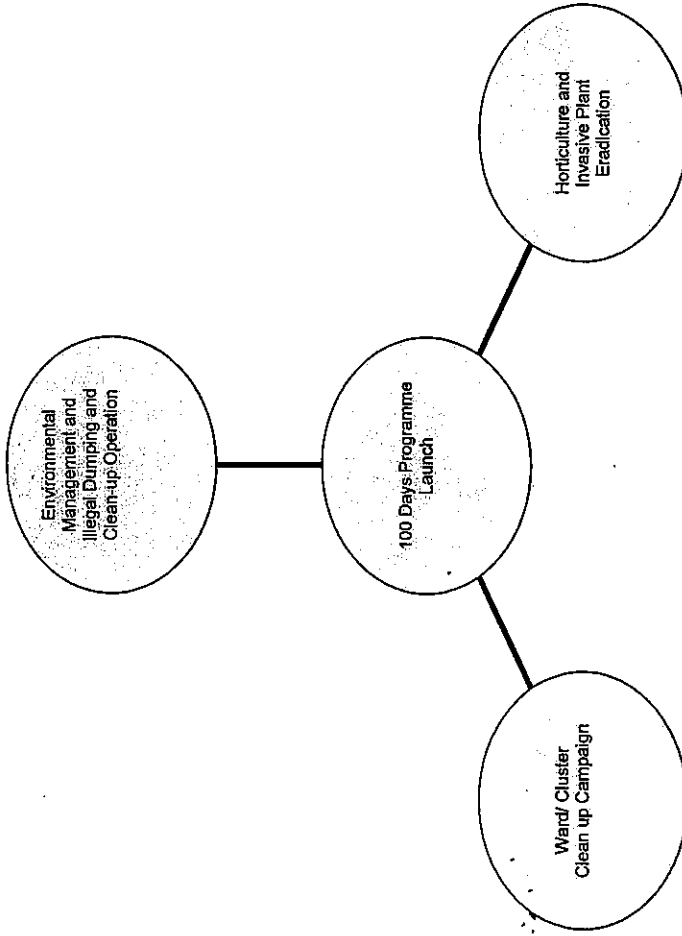 Environmental
Management and
Illegal Dumping and
Clean-up Operation
100 Days Programme
Launch
Ward/ Cluster
Clean up Campaign
Horticulture and
Invasive Plant
Eradication